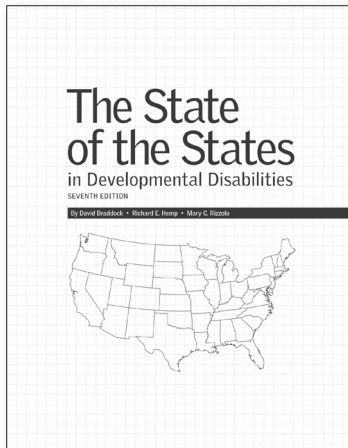 The State
of the States
in Developmental Disabilities
SEVENTH EDITION
By David Braddock • Richard E. Hemp • Mary C. Rizzolo